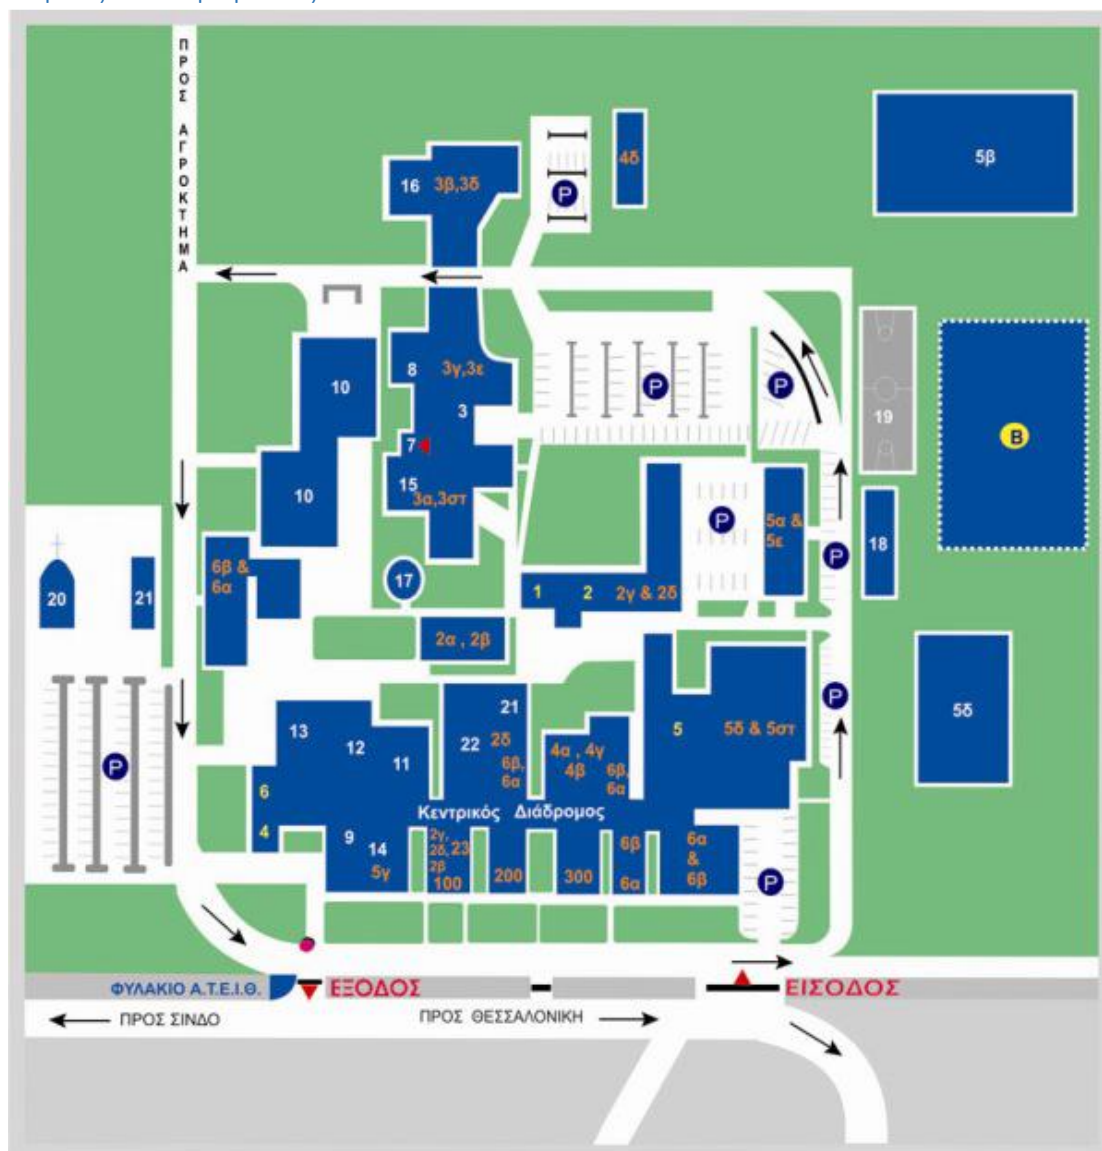 ΠΡΟΣ ΑΓΡΟΚΤΗΜΑ
16 3β,3δ
4δ
5β
P
8 3γ,3ε
3
7
15
3α,3στ
10
10
P
P
19
B
P
5α &
5ε
P
18
20
21
6β &
6α
17
1 2 2γ & 2δ
2α , 2β
P
5δ
13
12
11
21
22 2δ
6β,
6α
4α , 4γ
4β
6β,
6α
5 5δ & 5στ
P
6
4
Κεντρικός Διάδρομος
9
14
5γ
2γ,
2δ, 23
2β
100
200
300
6β
6α
6α
&
6β
P
ΦΥΛΑΚΙΟ Α.Τ.Ε.Ι.Θ.
ΕΞΟΔΟΣ
ΕΙΣΟΔΟΣ
ΠΡΟΣ ΣΙΝΔΟ
ΠΡΟΣ ΘΕΣΣΑΛΟΝΙΚΗ